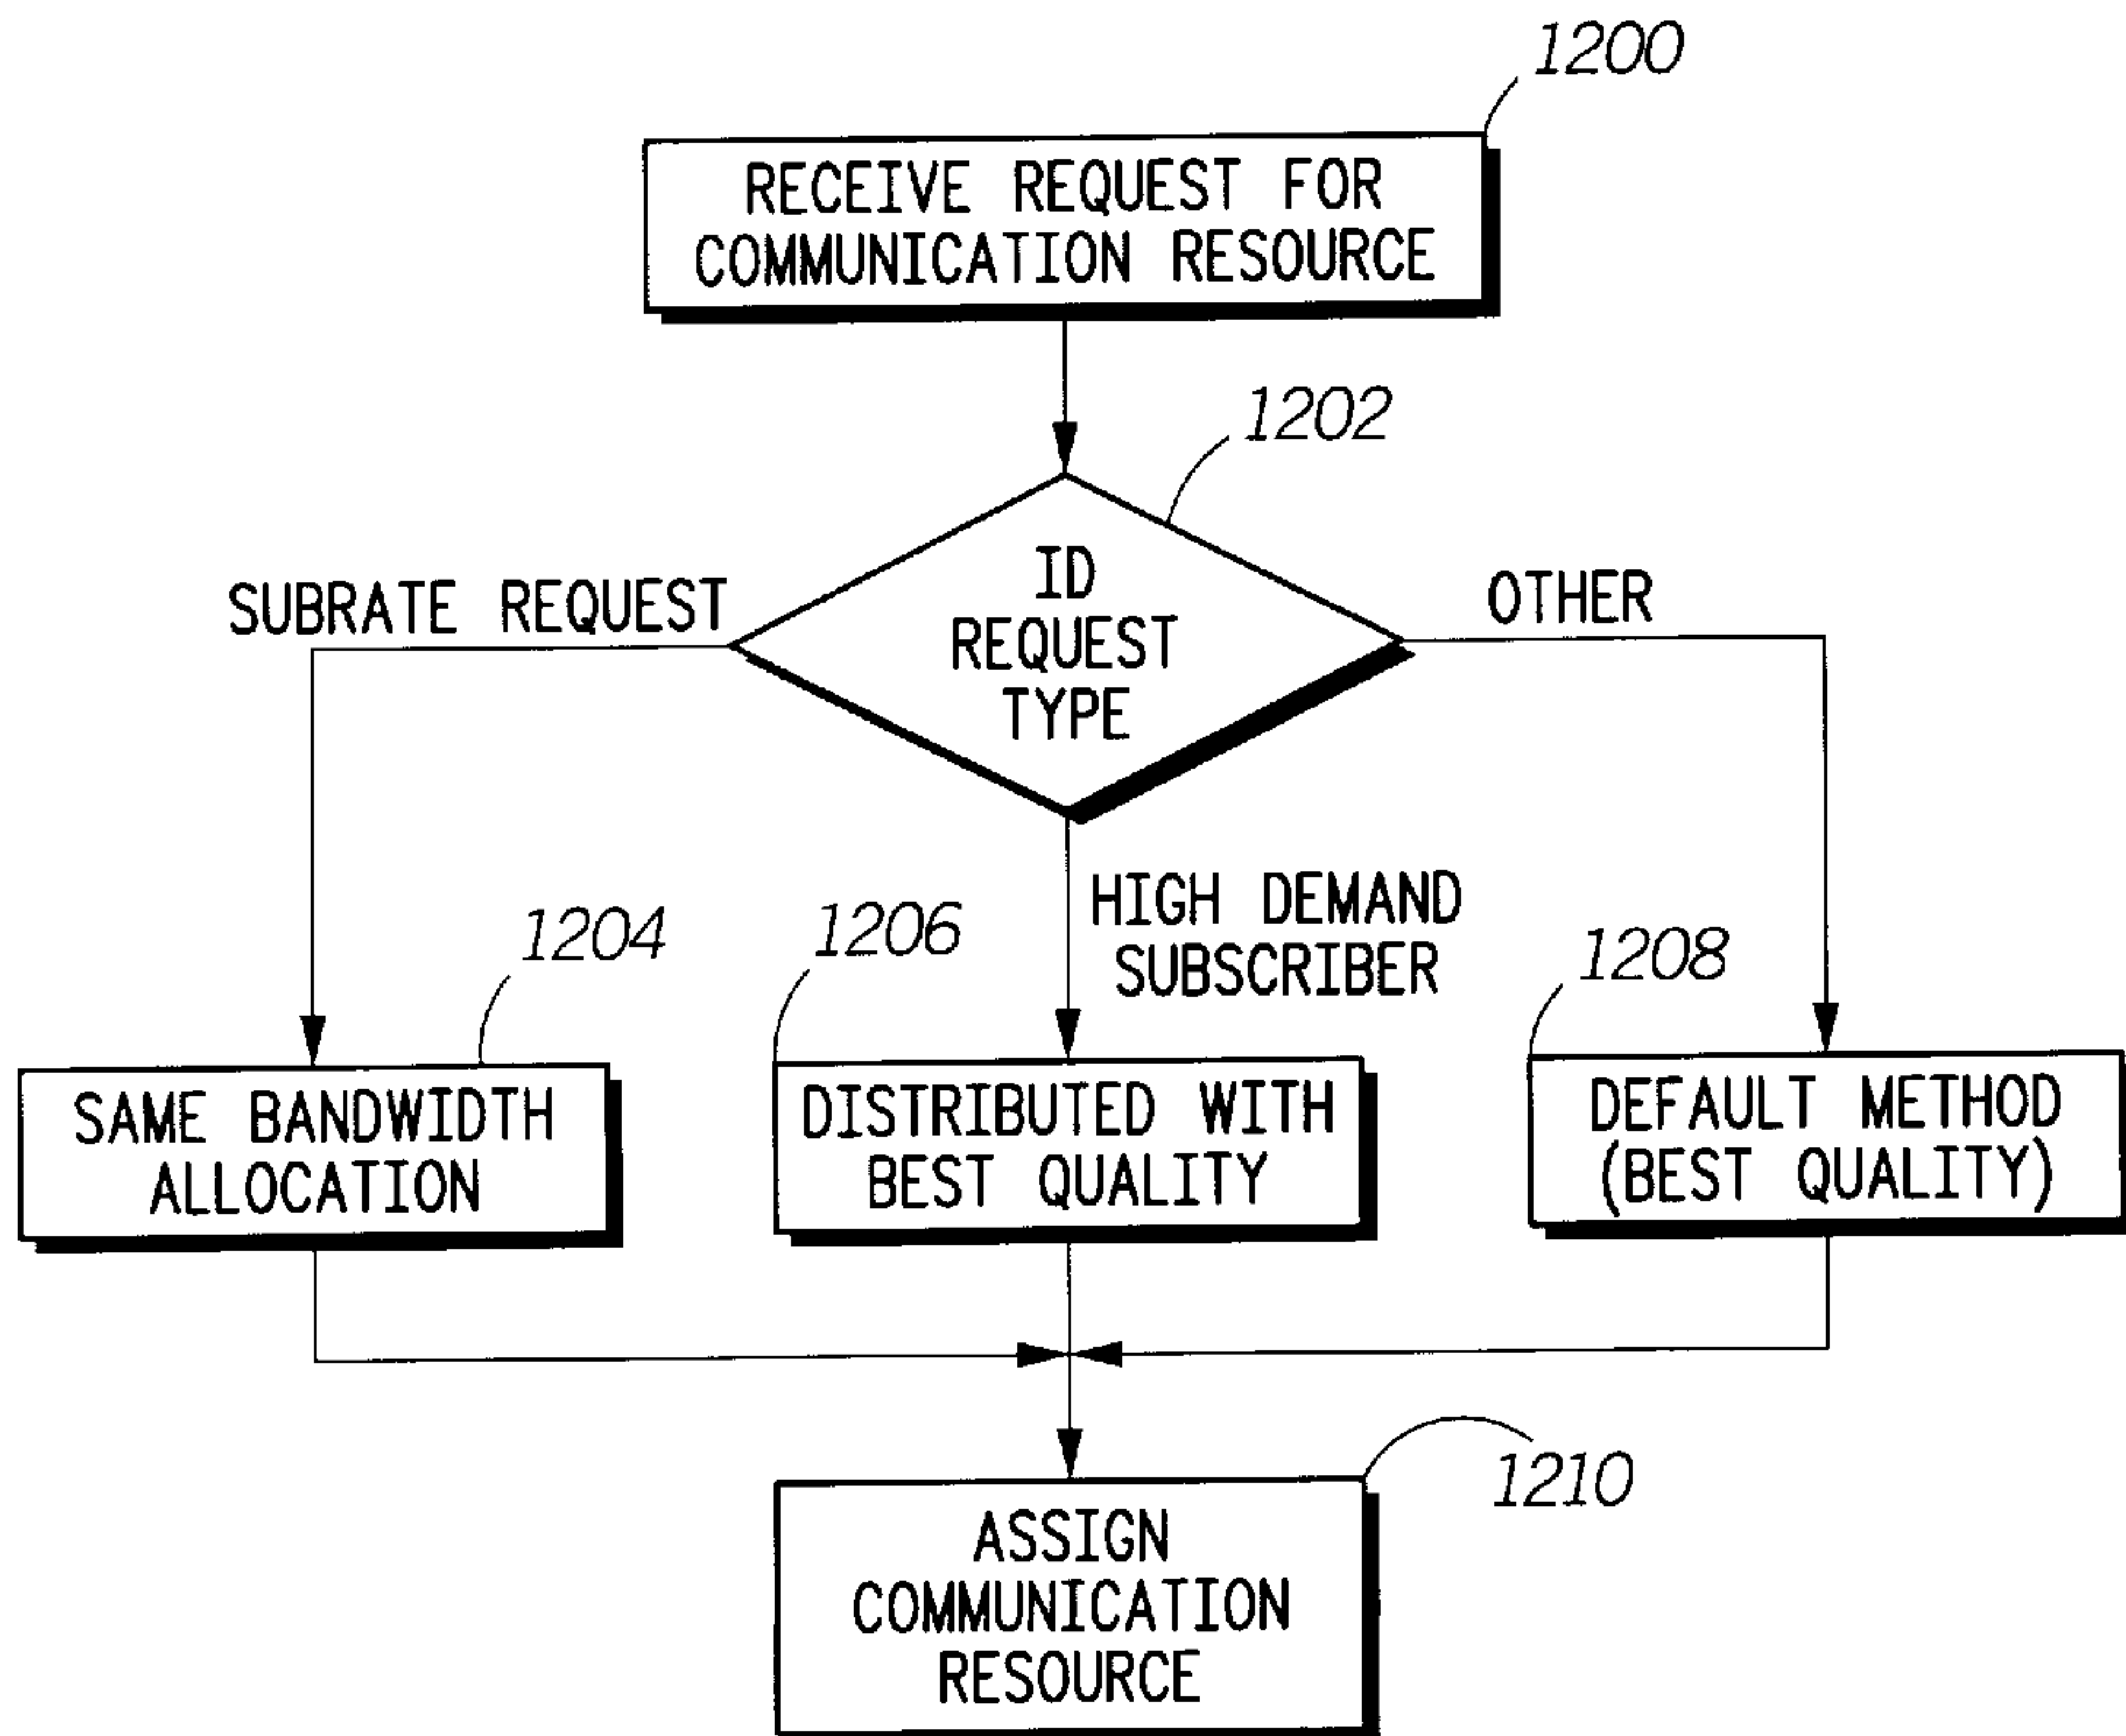 1200
RECEIVE REQUEST FOR
COMMUNICATION RESOURCE
1202
ID
REQUEST
TYPE
SUBRATE REQUEST
OTHER
HIGH DEMAND
SUBSCRIBER
1204
1206
1208
SAME BANDWIDTH
ALLOCATION
DISTRIBUTED WITH
BEST QUALITY
DEFAULT METHOD
(BEST QUALITY)
1210
ASSIGN
COMMUNICATION
RESOURCE